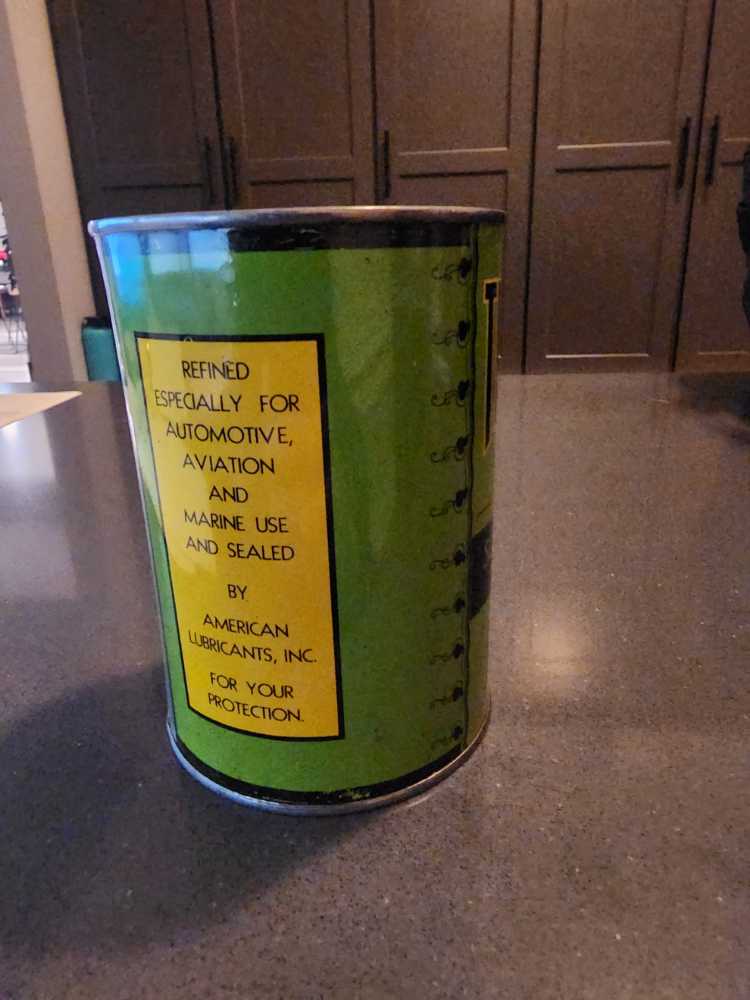 REFINED
ESPECIALLY FOR
AUTOMOTIVE,
AVIATION
AND
MARINE USE
AND SEALED
BY
AMERICAN
LUBRICANTS, INC.
FOR YOUR
PROTECTION.